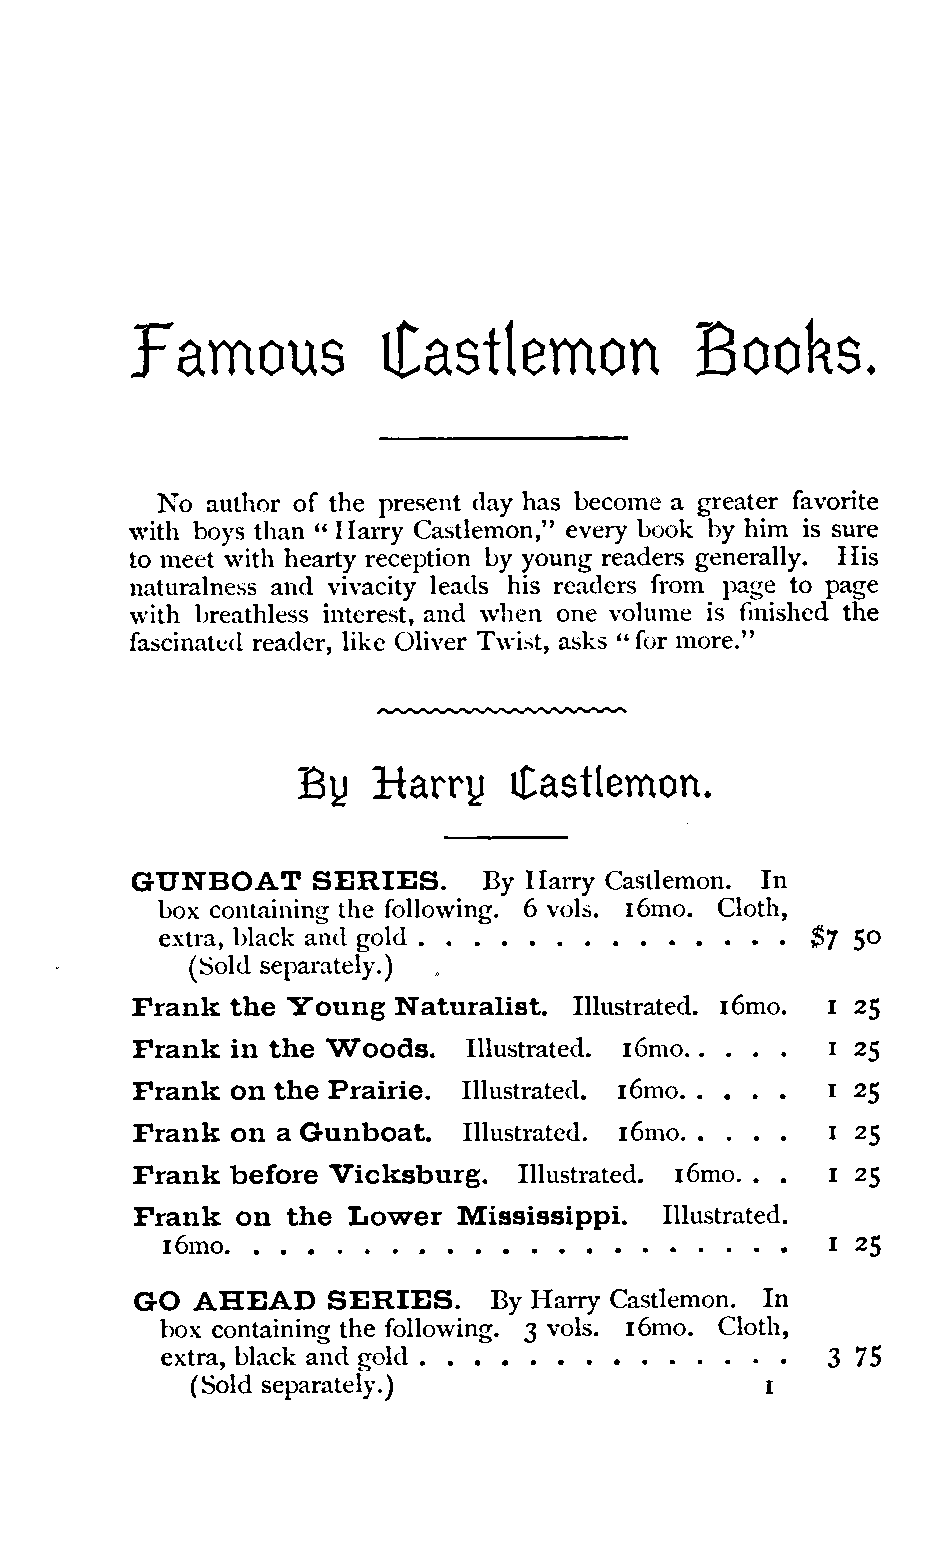 Famous Castlemon Books.
No author of the present day has become a greater favorite
with boys than “Harry Castlemon,” every book by him is sure
to meet with hearty reception by young readers generally. His
naturalness and vivacity leads his readers from page to page
with breathless interest, and when one volume is finished the
fascinated reader, like Oliver Twist, asks “for more.”
By Harry Castlemon.
GUNBOAT SERIES. By Harry Castlemon. In
box containing the following. 6 vols. 16mo. Cloth,
extra, black and gold . . . . . . . . . . . . . . $7 50
(Sold separately.)
Frank the Young Naturalist. Illustrated. 16mo. 1 25
Frank in the Woods. Illustrated. 16mo. . . . . 1 25
Frank on the Prairie. Illustrated. 16mo. . . . . 1 25
Frank on a Gunboat. Illustrated. 16mo. . . . . 1 25
Frank before Vicksburg. Illustrated. 16mo. . . 1 25
Frank on the Lower Mississippi. Illustrated.
16mo. . . . . . . . . . . . . . . . . . . . . 1 25
GO AHEAD SERIES. By Harry Castlemon. In
box containing the following. 3 vols. 16mo. Cloth,
extra, black and gold . . . . . . . . . . . . . . 3 75
(Sold separately.) 1